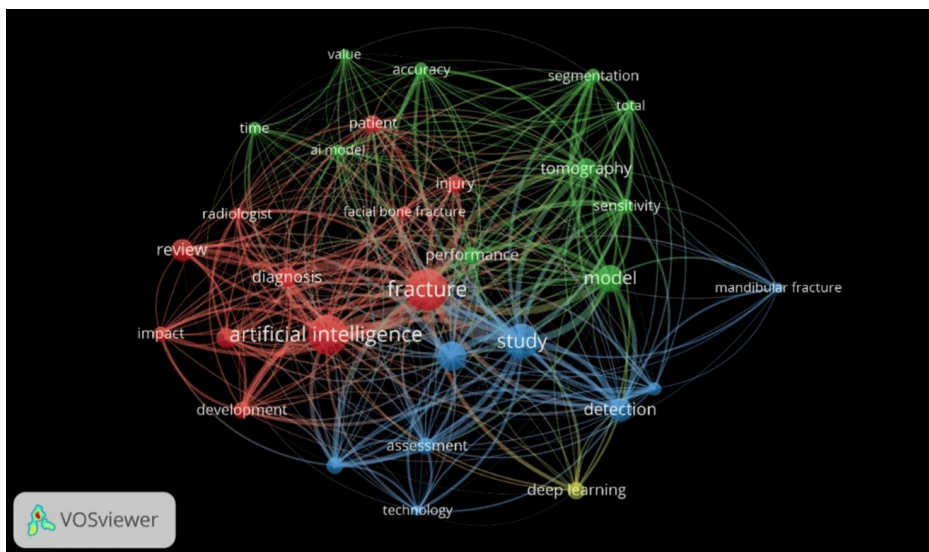 value
accuracy
segmentation
total
time
patient
ai model
tomography
injury
sensitivity
radiologist
facial bone fracture
review
performance
diagnosis
model
fracture
mandibular fracture
impact
artificial intelligence
study
development
detection
assessment
deep learning
technology
VOSviewer